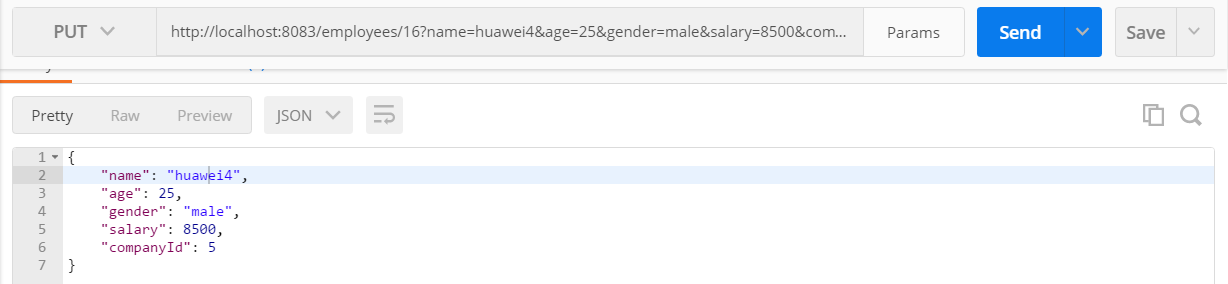 PUT http://localhost:8083/employees/16?name=huawei4&age=25&gender=male&salary=8500&com... Params Send Save
Pretty Raw Preview JSON
1 {
2 "name": "huawei4",
3 "age": 25,
4 "gender": "male",
5 "salary": 8500,
6 "companyId": 5
7 }